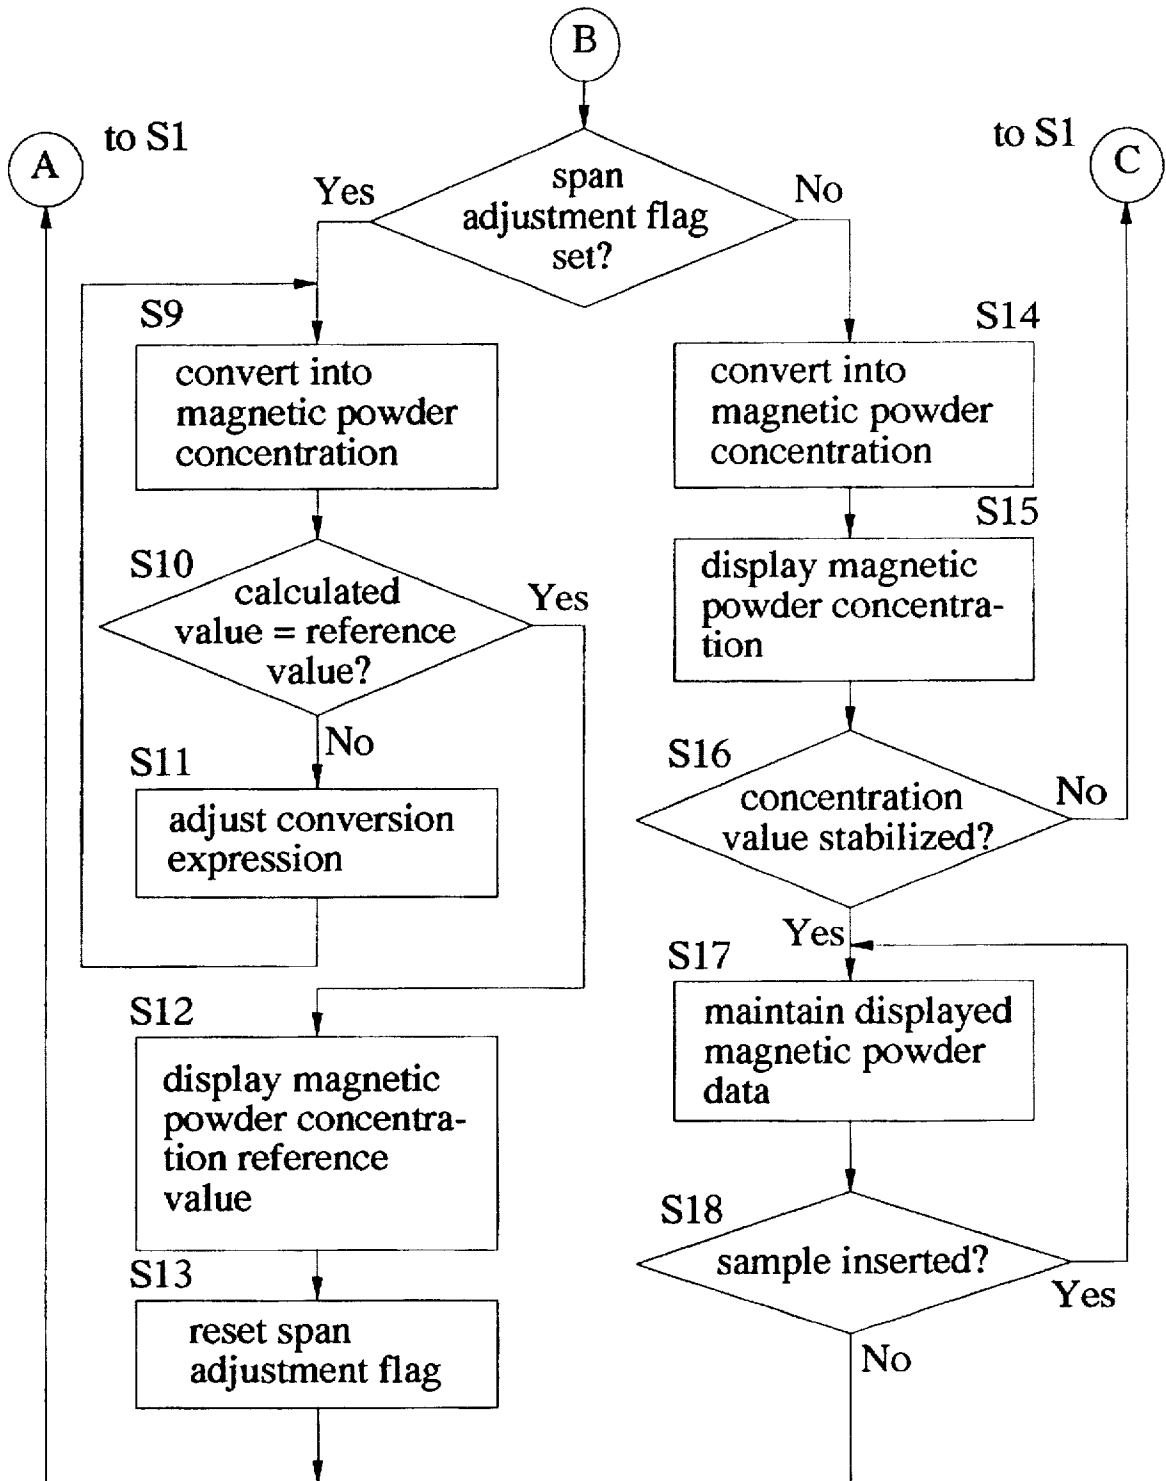 B
A
to S1
to S1
C
Yes
span
adjustment flag
set?
No
S9
convert into
magnetic powder
concentration
S10
calculated
value = reference
value?
Yes
No
S11
adjust conversion
expression
S12
display magnetic
powder concentra-
tion reference
value
S13
reset span
adjustment flag
S14
convert into
magnetic powder
concentration
S15
display magnetic
powder concentra-
tion
S16
concentration
value stabilized?
No
Yes
S17
maintain displayed
magnetic powder
data
S18
sample inserted?
Yes
No